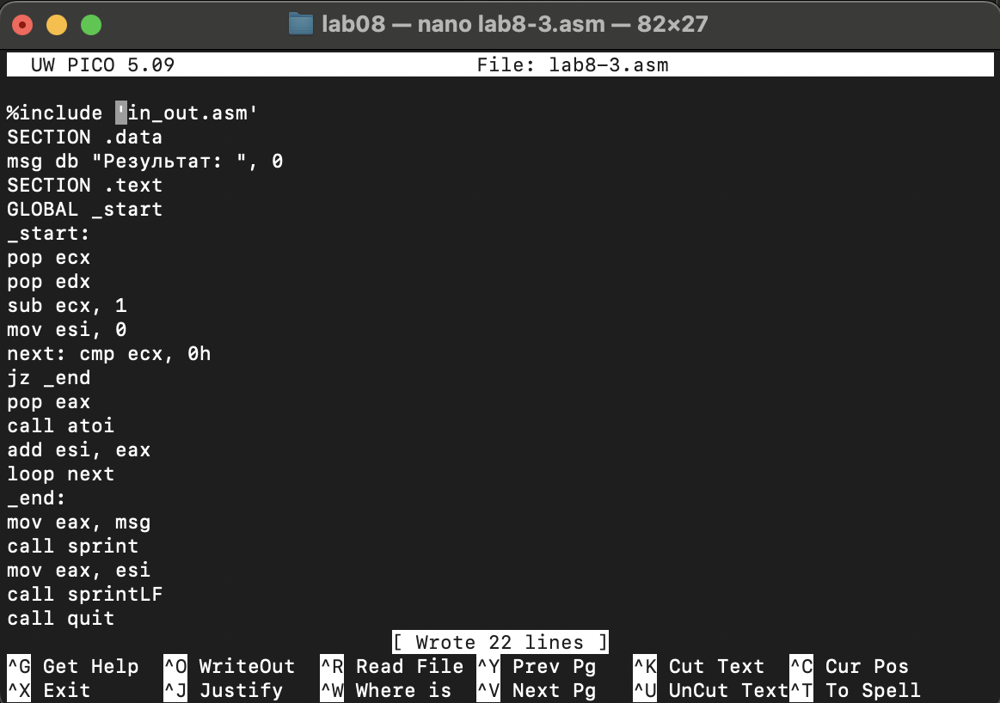 lab08 — nano lab8-3.asm — 82×27
UW PICO 5.09 File: lab8-3.asm
%include 'in_out.asm'
SECTION .data
msg db "Результат: ", 0
SECTION .text
GLOBAL _start
_start:
pop ecx
pop edx
sub ecx, 1
mov esi, 0
next: cmp ecx, 0h
jz _end
pop eax
call atoi
add esi, eax
loop next
_end:
mov eax, msg
call sprint
mov eax, esi
call sprintLF
call quit
[ Wrote 22 lines ]
^G Get Help ^O WriteOut ^R Read File ^Y Prev Pg ^K Cut Text ^C Cur Pos
^X Exit ^J Justify ^W Where is ^V Next Pg ^U UnCut Text ^T To Spell